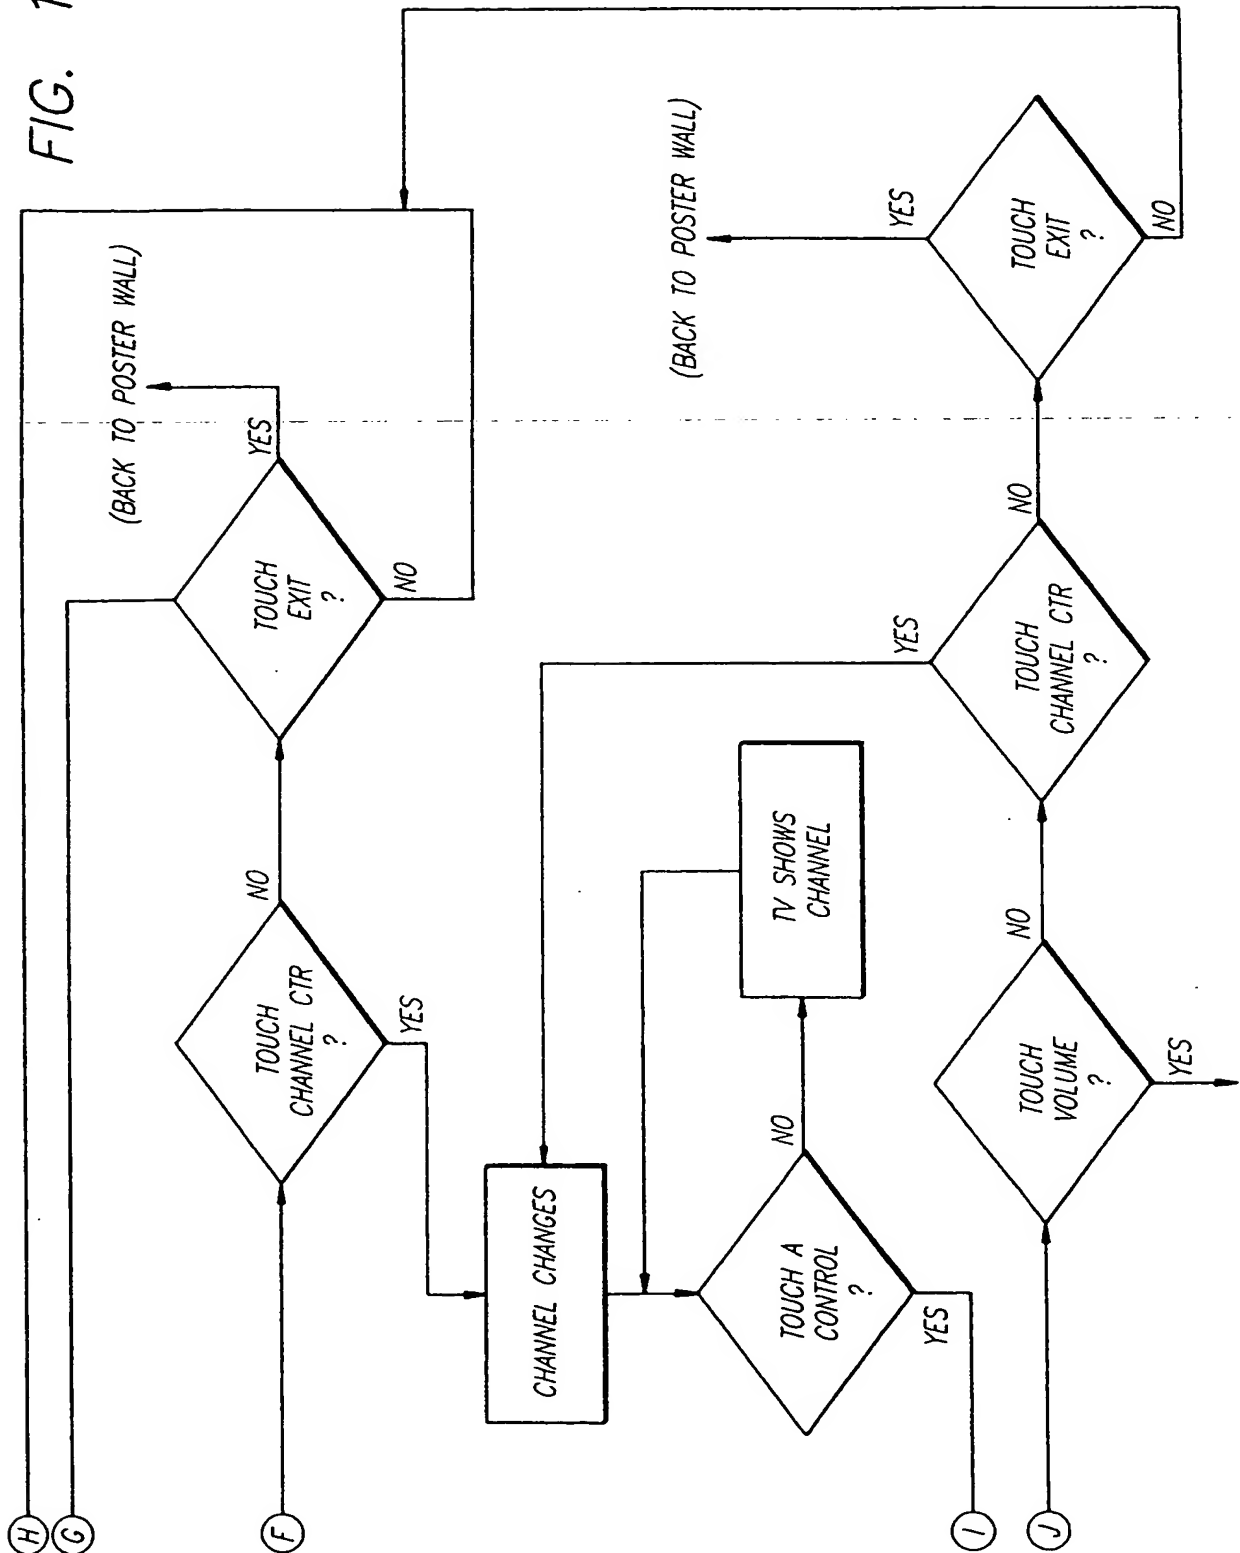 FIG. 1
H
G
(BACK TO POSTER WALL)
F
TOUCH
CHANNEL CTR
?
NO
YES
TOUCH
EXIT
?
YES
NO
CHANNEL CHANGES
TOUCH A
CONTROL
?
NO
YES
TV SHOWS
CHANNEL
(BACK TO POSTER WALL)
I
J
TOUCH
VOLUME
?
NO
YES
TOUCH
CHANNEL CTR
?
YES
NO
TOUCH
EXIT
?
YES
NO